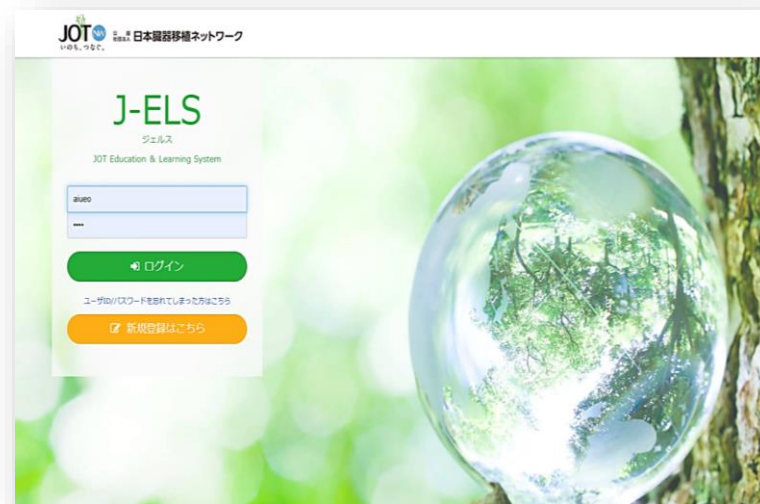 JOT
いのち、つなぐ。
公益
社団法人 日本臓器移植ネットワーク
J-ELS
ジェルス
JOT Education & Learning System
aiueo
••••
ログイン
ユーザID/パスワードを忘れてしまった方はこちら
新規登録はこちら